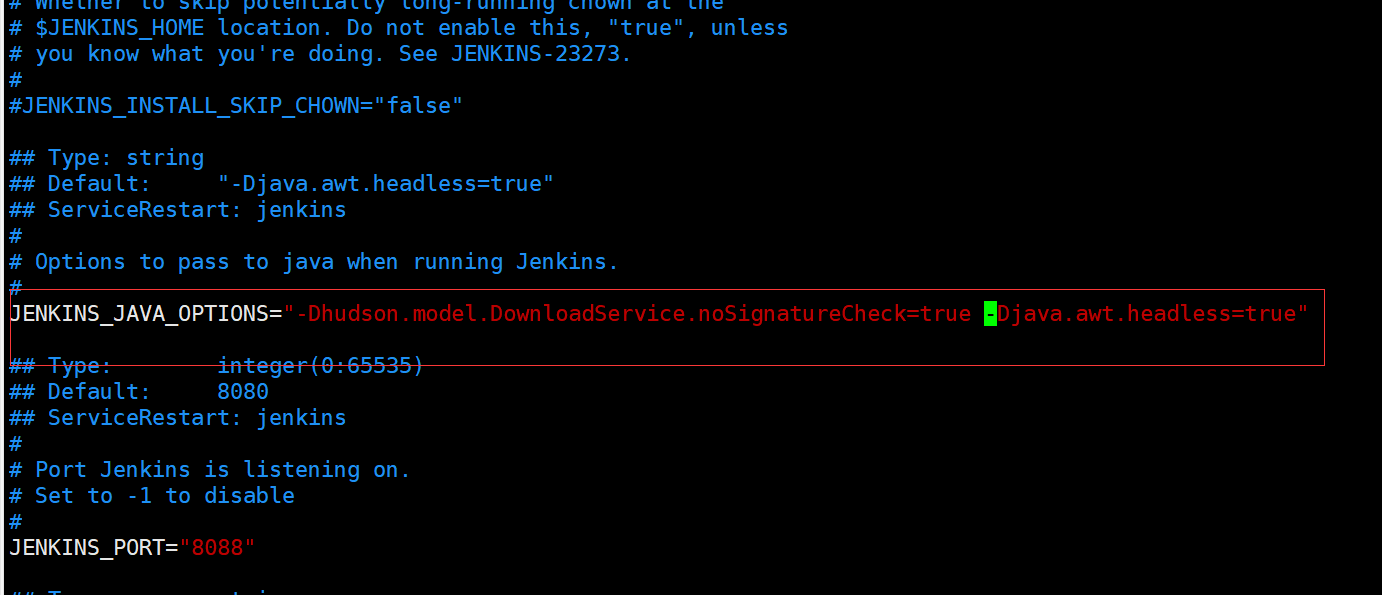 # Whether to skip potentially long-running chown at the
# $JENKINS_HOME location. Do not enable this, "true", unless
# you know what you're doing. See JENKINS-23273.
#
#JENKINS_INSTALL_SKIP_CHOWN="false"
## Type: string
## Default:     "-Djava.awt.headless=true"
## ServiceRestart: jenkins
#
# Options to pass to java when running Jenkins.
#
JENKINS_JAVA_OPTIONS="-Dhudson.model.DownloadService.noSignatureCheck=true -Djava.awt.headless=true"
## Type:        integer(0:65535)
## Default:     8080
## ServiceRestart: jenkins
#
# Port Jenkins is listening on.
# Set to -1 to disable
#
JENKINS_PORT="8088"